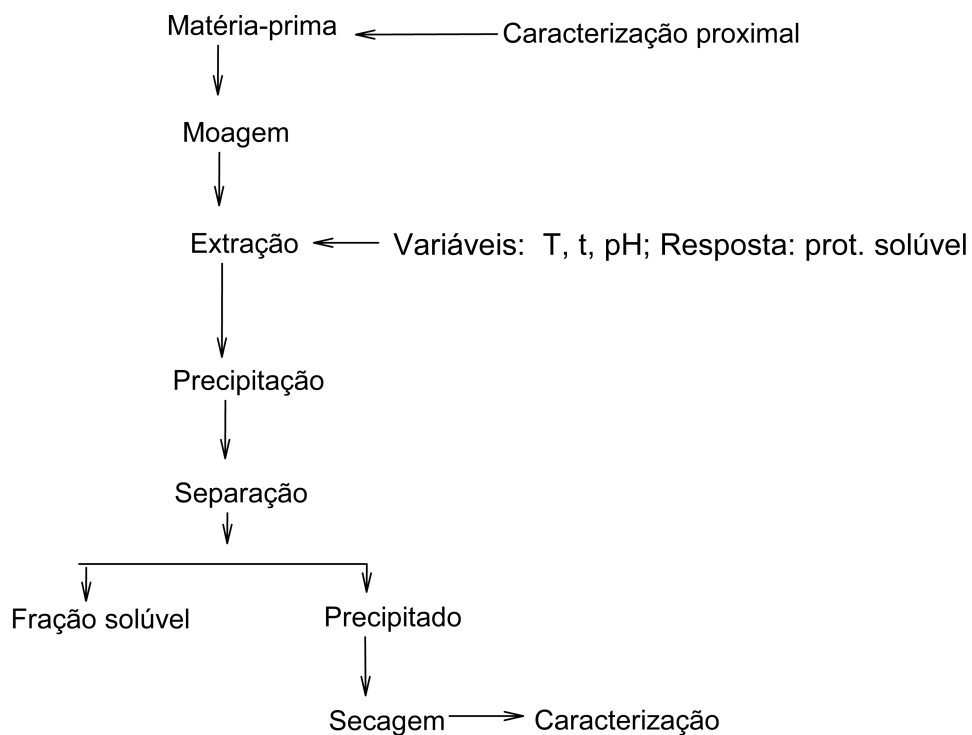 Matéria-prima
Caracterização proximal
Moagem
Extração
Variáveis: T, t, pH; Resposta: prot. solúvel
Precipitação
Separação
Fração solúvel
Precipitado
Secagem
Caracterização